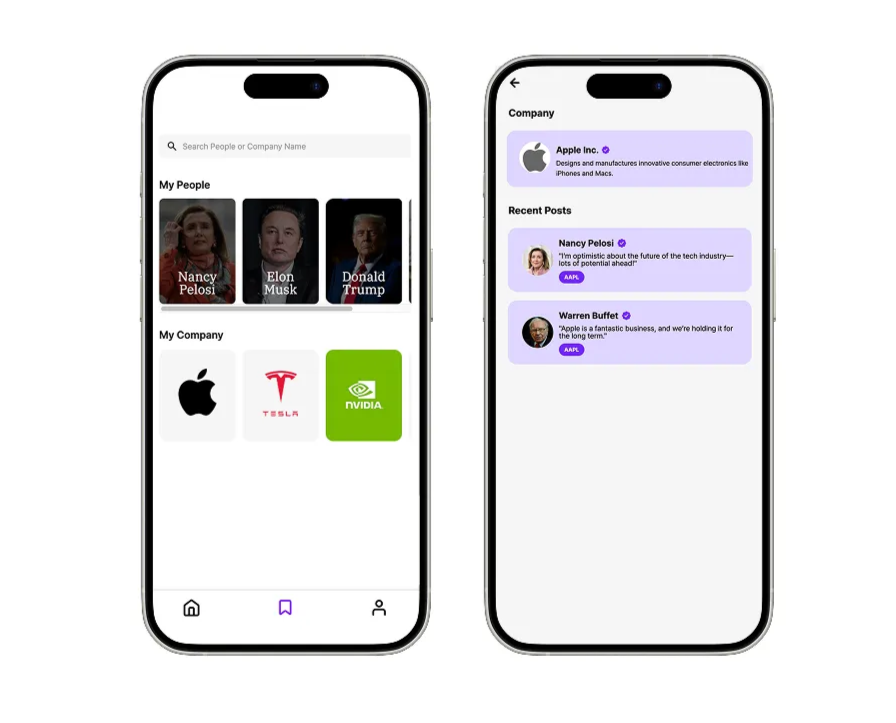 Search People or Company Name
My People
Nancy
Pelosi
Elon
Musk
Donald
Trump
My Company
TESLA
NVIDIA.
Company
Apple Inc.
Designs and manufactures innovative consumer electronics like
iPhones and Macs.
Recent Posts
Nancy Pelosi
"I'm optimistic about the future of the tech industry—
lots of potential ahead!"
AAPL
Warren Buffet
"Apple is a fantastic business, and we're holding it for
the long term."
AAPL